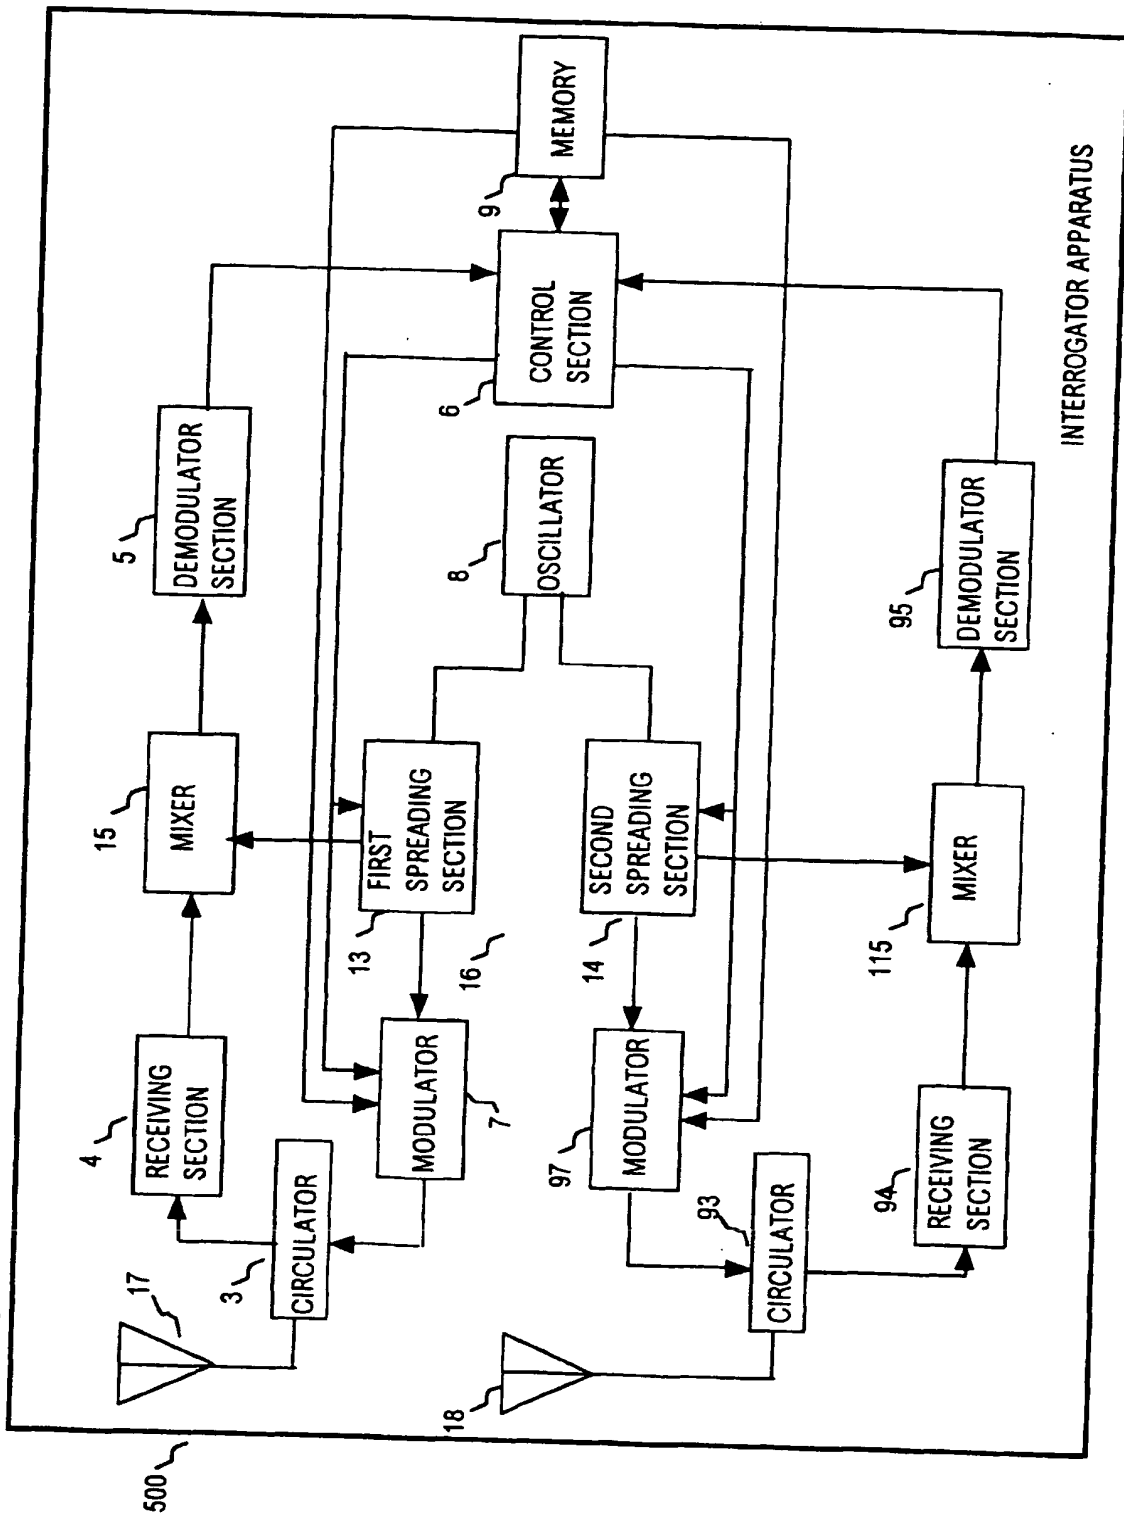 500
17
3
CIRCULATOR
4
RECEIVING
SECTION
15
MIXER
5
DEMODULATOR
SECTION
MODULATOR
7
13
FIRST
SPREADING
SECTION
16
8
OSCILLATOR
6
CONTROL
SECTION
9
MEMORY
18
97
MODULATOR
14
SECOND
SPREADING
SECTION
93
CIRCULATOR
94
RECEIVING
SECTION
115
MIXER
95
DEMODULATOR
SECTION
INTERROGATOR APPARATUS